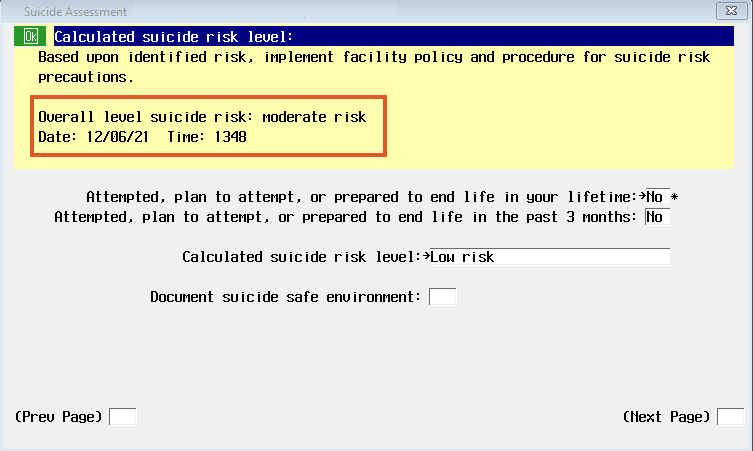 Suicide Assessment
Ok Calculated suicide risk level:
Based upon identified risk, implement facility policy and procedure for suicide risk
precautions.
Overall level suicide risk: moderate risk
Date: 12/06/21 Time: 1348
Attempted, plan to attempt, or prepared to end life in your lifetime:→No *
Attempted, plan to attempt, or prepared to end life in the past 3 months: No
Calculated suicide risk level:→Low risk
Document suicide safe environment:
(Prev Page) (Next Page)